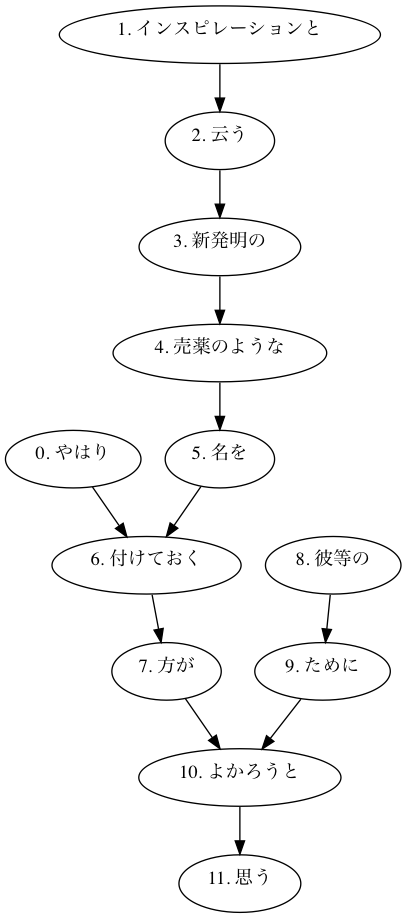 1. インスピレーションと
2. 云う
3. 新発明の
4. 売薬のような
0. やはり
5. 名を
6. 付けておく
8. 彼等の
7. 方が
9. ために
10. よかろうと
11. 思う